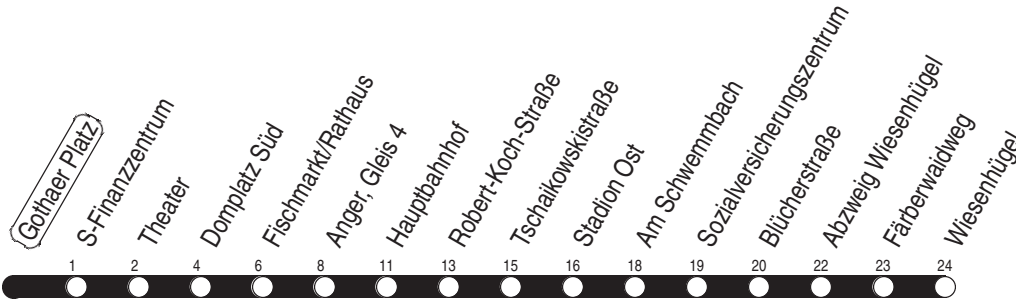 Gothaer Platz
S-Finanzzentrum
Theater
Domplatz Süd
Fischmarkt/Rathaus
Anger, Gleis 4
Hauptbahnhof
Robert-Koch-Straße
Tschaikowskistraße
Stadion Ost
Am Schwemmbach
Sozialversicherungszentrum
Blücherstraße
Abzweig Wiesenhügel
Färberwaidweg
Wiesenhügel
1 2 4 6 8 11 13 15 16 18 19 20 22 23 24